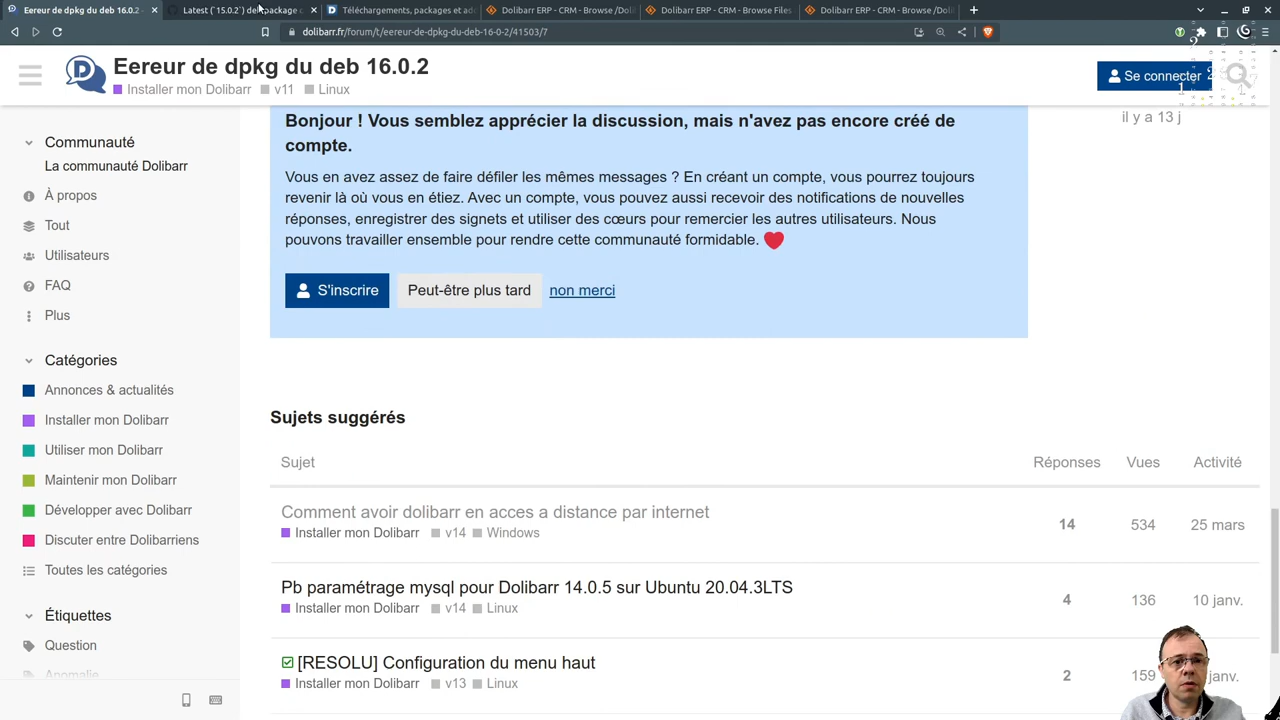 Eereur de dpkg du deb 16.0.2 -
Latest (`15.0.2`) deb package c
Téléchargements, packages et add
Dolibarr ERP - CRM - Browse /Doli
Dolibarr ERP - CRM - Browse Files
Dolibarr ERP - CRM - Browse /Doli
dolibarr.fr/forum/t/eereur-de-dpkg-du-deb-16-0-2/41503/7
Eereur de dpkg du deb 16.0.2
Installer mon Dolibarr v11 Linux
Se connecter
Communauté
La communauté Dolibarr
À propos
Tout
Utilisateurs
FAQ
Plus
Catégories
Annonces & actualités
Installer mon Dolibarr
Utiliser mon Dolibarr
Maintenir mon Dolibarr
Développer avec Dolibarr
Discuter entre Dolibarriens
Toutes les catégories
Étiquettes
Question
Anomalie
Bonjour ! Vous semblez apprécier la discussion, mais n'avez pas encore créé de
compte.
il y a 13 j
Vous en avez assez de faire défiler les mêmes messages ? En créant un compte, vous pourrez toujours
revenir là où vous en étiez. Avec un compte, vous pouvez aussi recevoir des notifications de nouvelles
réponses, enregistrer des signets et utiliser des cœurs pour remercier les autres utilisateurs. Nous
pouvons travailler ensemble pour rendre cette communauté formidable.
S'inscrire Peut-être plus tard non merci
Sujets suggérés
Sujet Réponses Vues Activité
Comment avoir dolibarr en acces a distance par internet
Installer mon Dolibarr v14 Windows
14 534 25 mars
Pb paramétrage mysql pour Dolibarr 14.0.5 sur Ubuntu 20.04.3LTS
Installer mon Dolibarr v14 Linux
4 136 10 janv.
[RESOLU] Configuration du menu haut
Installer mon Dolibarr v13 Linux
2 159 janv.